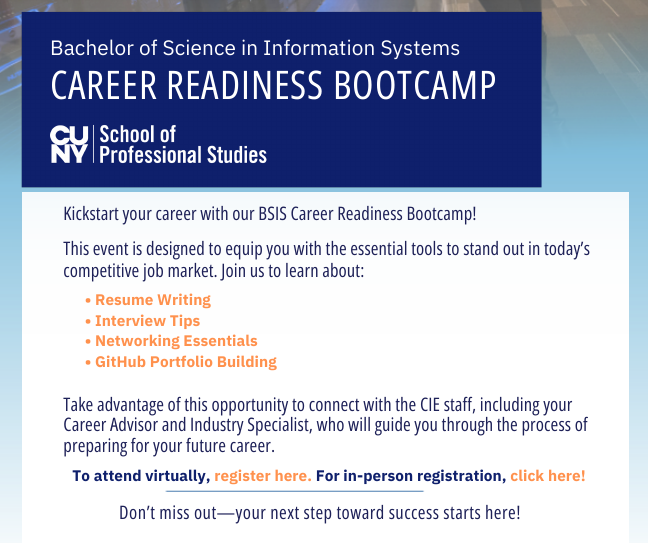 Bachelor of Science in Information Systems
CAREER READINESS BOOTCAMP
CUNY School of Professional Studies
Kickstart your career with our BSIS Career Readiness Bootcamp!
This event is designed to equip you with the essential tools to stand out in today's
competitive job market. Join us to learn about:
• Resume Writing
• Interview Tips
• Networking Essentials
• GitHub Portfolio Building
Take advantage of this opportunity to connect with the CIE staff, including your
Career Advisor and Industry Specialist, who will guide you through the process of
preparing for your future career.
To attend virtually, register here. For in-person registration, click here!
Don't miss out—your next step toward success starts here!